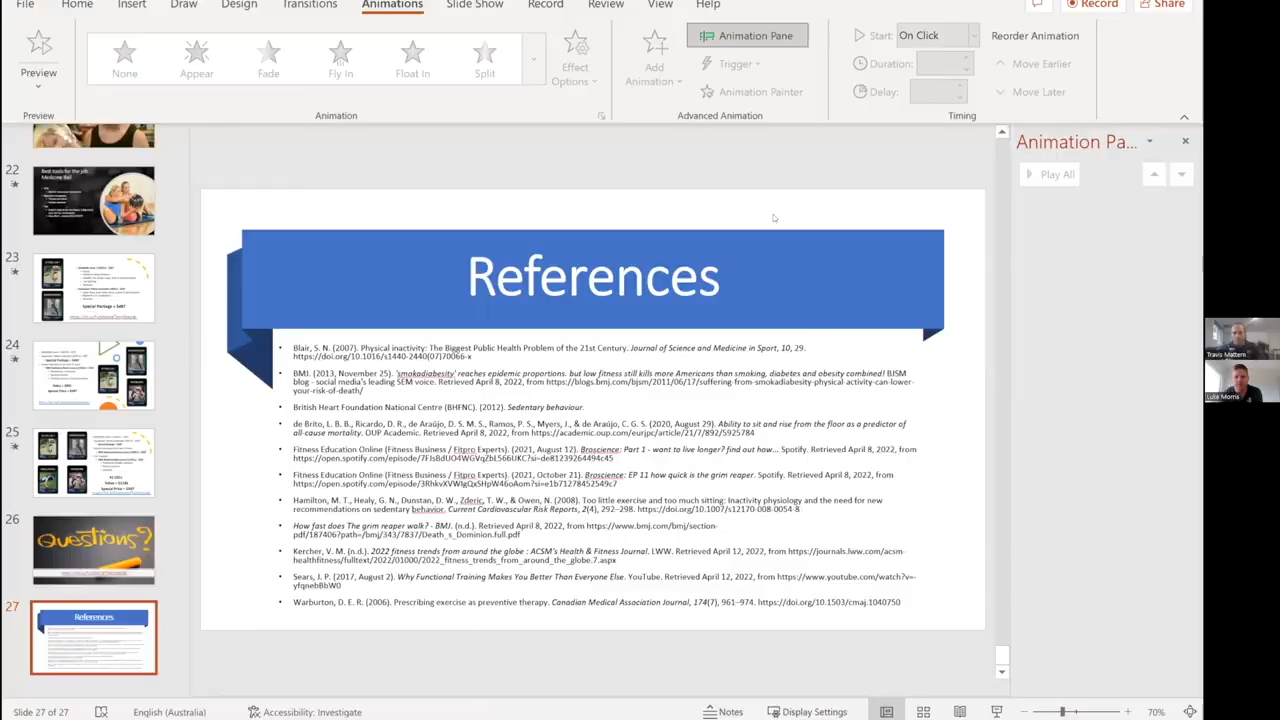 File Home Insert Draw Design Transitions Animations Slide Show Record Review View Help Record Share
Preview
None Appear Fade Fly In Float In Split
Effect Options
Add Animation
Animation Pane
Trigger
Animation Painter
Start: On Click
Duration:
Delay:
Reorder Animation
Move Earlier
Move Later
Preview Animation Advanced Animation Timing
22
Best tools for the job.
Medicine Ball
23
24
25
26
Questions?
27
References
References
• Blair, S. N. (2007). Physical inactivity: The Biggest Public Health Problem of the 21st Century. Journal of Science and Medicine in Sport, 10, 29.
https://doi.org/10.1016/s1440-2440(07)70066-x
• BMJ. (2013, November 25). 'smokadiabesity' reaches epidemic proportions. but low fitness still kills more Americans than smoking, diabetes and obesity combined! BJSM
blog - social media's leading SEM voice. Retrieved April 8, 2022, from https://blogs.bmj.com/bjsm/2011/06/17/suffering-from-smokadiabesity-physical-activity-can-lower-
your-risk-of-death/
• British Heart Foundation National Centre (BHFNC). (2012). Sedentary behaviour.
• de Brito, L. B. B., Ricardo, D. R., de Araújo, D. S. M. S., Ramos, P. S., Myers, J., & de Araújo, C. G. S. (2020, August 29). Ability to sit and rise from the floor as a predictor of
all-cause mortality. OUP Academic. Retrieved April 8, 2022, from https://academic.oup.com/eurjpc/article/21/7/892/5925784
• Fitness Education Online (Fitness Business / Fitpro Experts). (2021, August 12). Broscience: Part 1 - want to live longer? find out how... Spotify. Retrieved April 8, 2022, from
• Fitness Education Online (Fitness Business / Fitpro Experts). (2021, October 21). Broscience: EP 11 how quick is the grim reaper. Spotify. Retrieved April 8, 2022, from
• Hamilton, M. T., Healy, G. N., Dunstan, D. W., Zderic, T. W., & Owen, N. (2008). Too little exercise and too much sitting: Inactivity physiology and the need for new
recommendations on sedentary behavior. Current Cardiovascular Risk Reports, 2(4), 292–298. https://doi.org/10.1007/s12170-008-0054-8
• How fast does The grim reaper walk? - BMJ. (n.d.). Retrieved April 8, 2022, from https://www.bmj.com/bmj/section-
pdf/187406?path=/bmj/343/7837/Death_s_Dominion.full.pdf
• Kercher, V. M. (n.d.). 2022 fitness trends from around the globe : ACSM's Health & Fitness Journal. LWW. Retrieved April 12, 2022, from https://journals.lww.com/acsm-
healthfitness/fulltext/2022/01000/2022_fitness_trends_from_around_the_globe.7.aspx
• Sears, J. P. (2017, August 2). Why Functional Training Makes You Better Than Everyone Else. YouTube. Retrieved April 12, 2022, from https://www.youtube.com/watch?v=-
yfqnebBbW0
• Warburton, D. E. R. (2006). Prescribing exercise as preventive therapy. Canadian Medical Association Journal, 174(7), 961–974. https://doi.org/10.1503/cmaj.1040750
Animation Pa...
Play All
Travis Mattern
Luke Morris
Slide 27 of 27 English (Australia) Accessibility: Investigate Notes Display Settings 70%